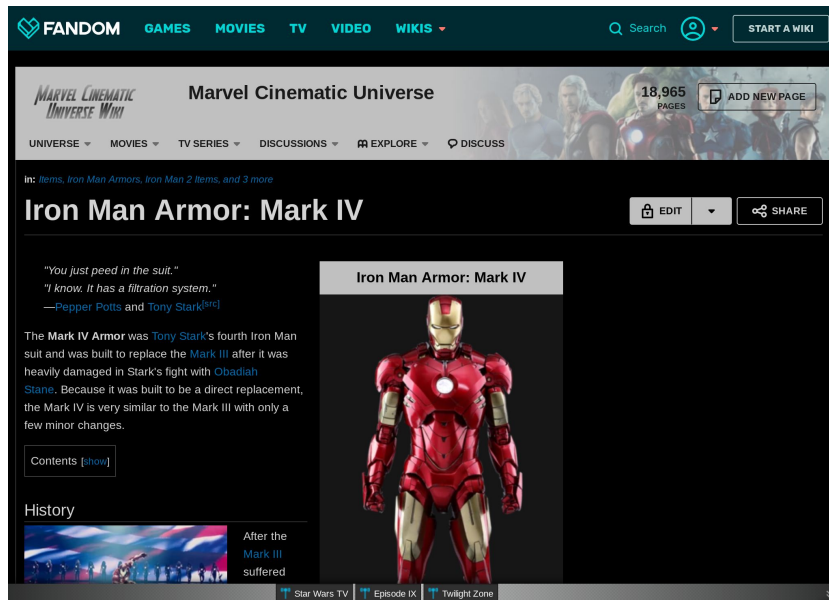 FANDOM GAMES MOVIES TV VIDEO WIKIS Search START A WIKI
MARVEL CINEMATIC
UNIVERSE WIKI
Marvel Cinematic Universe
18,965
PAGES
ADD NEW PAGE
UNIVERSE MOVIES TV SERIES DISCUSSIONS EXPLORE DISCUSS
in: Items, Iron Man Armors, Iron Man 2 Items, and 3 more
Iron Man Armor: Mark IV
EDIT SHARE
"You just peed in the suit."
"I know. It has a filtration system."
—Pepper Potts and Tony Stark[src]
The Mark IV Armor was Tony Stark's fourth Iron Man
suit and was built to replace the Mark III after it was
heavily damaged in Stark's fight with Obadiah
Stane. Because it was built to be a direct replacement,
the Mark IV is very similar to the Mark III with only a
few minor changes.
Contents [show]
Iron Man Armor: Mark IV
History
After the
Mark III
suffered
Star Wars TV Episode IX Twilight Zone